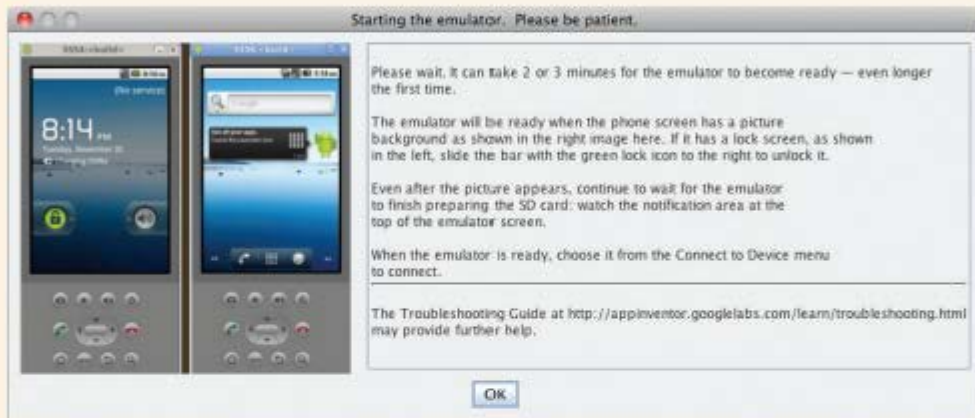 Starting the emulator. Please be patient.
Please wait. It can take 2 or 3 minutes for the emulator to become ready — even longer
the first time.
The emulator will be ready when the phone screen has a picture
background as shown in the right image here. If it has a lock screen, as shown
in the left, slide the bar with the green lock icon to the right to unlock it.
Even after the picture appears, continue to wait for the emulator
to finish preparing the SD card: watch the notification area at the
top of the emulator screen.
When the emulator is ready, choose it from the Connect to Device menu
to connect.
The Troubleshooting Guide at http://appinventor.googlelabs.com/learn/troubleshooting.html
may provide further help.
OK
(No service)
8:14 PM
Tuesday, November
Google